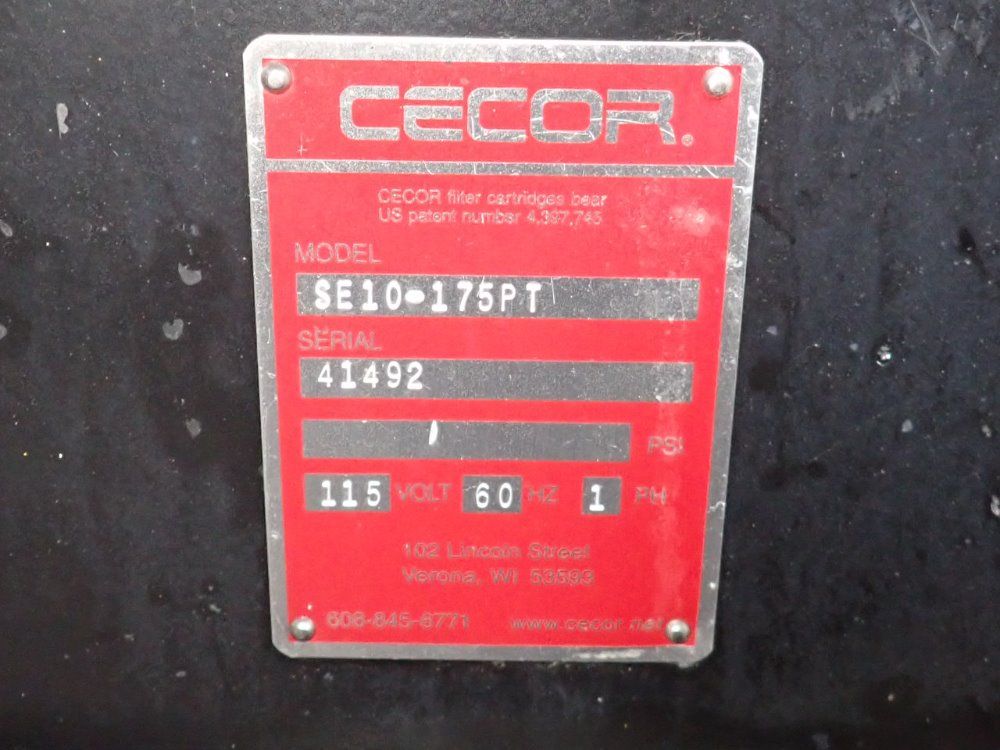 CECOR®
CECOR filter cartridges bear
US patent number 4,397,745
MODEL
SE10-175PT
SERIAL
41492
PSI
115 VOLT 60 HZ 1 PH
102 Lincoln Street
Verona, WI 53593
608-845-6771 www.cecor.net